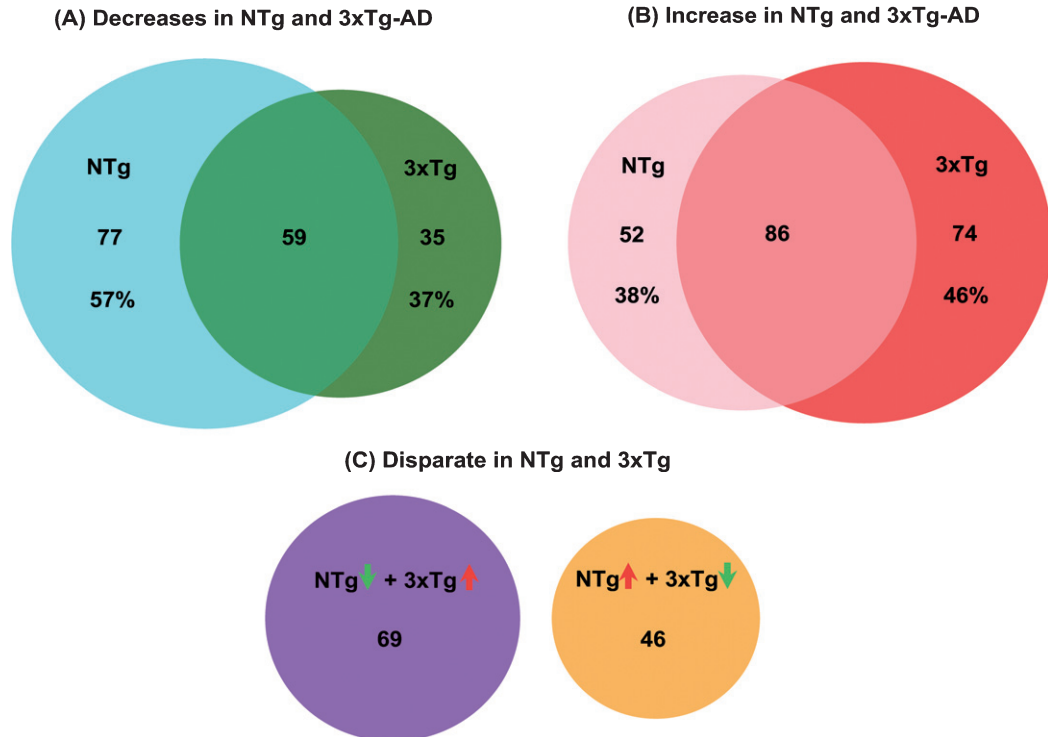 (A) Decreases in NTg and 3xTg-AD
NTg
77
57%
59
3xTg
35
37%
(B) Increase in NTg and 3xTg-AD
NTg
52
38%
86
3xTg
74
46%
(C) Disparate in NTg and 3xTg
NTg + 3xTg
69
NTg + 3xTg
46